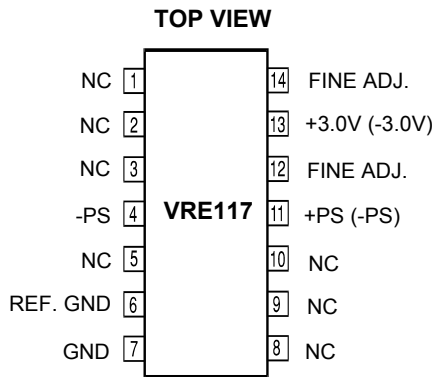 TOP VIEW
NC 1 14 FINE ADJ.
NC 2 13 +3.0V (-3.0V)
NC 3 12 FINE ADJ.
-PS 4 VRE117 11 +PS (-PS)
NC 5 10 NC
REF. GND 6 9 NC
GND 7 8 NC